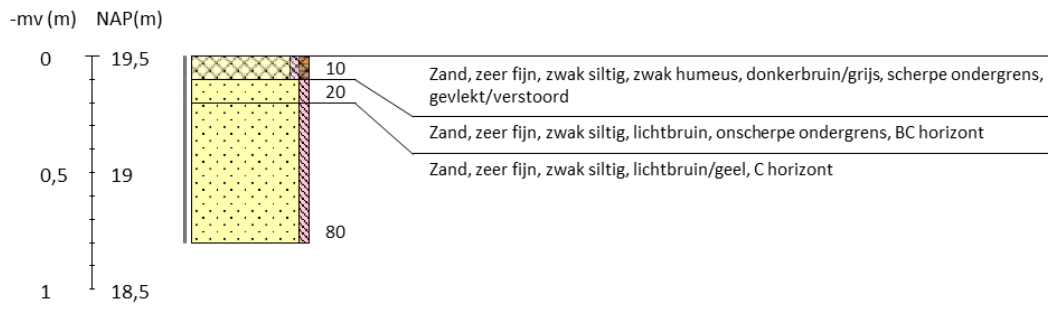 -mv (m) NAP(m)
0 19,5
10
Zand, zeer fijn, zwak siltig, zwak humeus, donkerbruin/grijs, scherpe ondergrens,
gevlekt/verstoord
20
Zand, zeer fijn, zwak siltig, lichtbruin, onscherpe ondergrens, BC horizont
Zand, zeer fijn, zwak siltig, lichtbruin/geel, C horizont
0,5 19
80
1 18,5